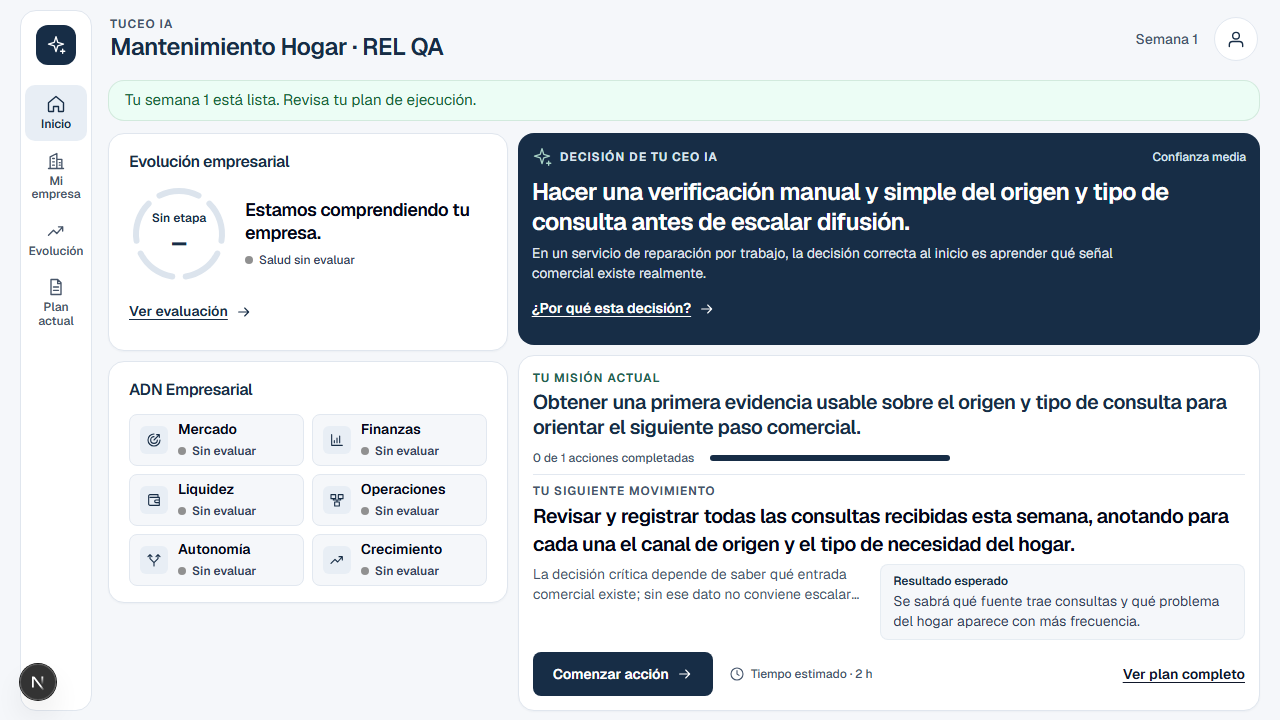 TUCEO IA
Mantenimiento Hogar · REL QA
Semana 1
Inicio
Mi
empresa
Evolución
Plan
actual
N
Tu semana 1 está lista. Revisa tu plan de ejecución.
Evolución empresarial
Sin etapa
–
Estamos comprendiendo tu
empresa.
Salud sin evaluar
Ver evaluación →
ADN Empresarial
Mercado
Sin evaluar
Finanzas
Sin evaluar
Liquidez
Sin evaluar
Operaciones
Sin evaluar
Autonomía
Sin evaluar
Crecimiento
Sin evaluar
DECISIÓN DE TU CEO IA
Confianza media
Hacer una verificación manual y simple del origen y tipo de
consulta antes de escalar difusión.
En un servicio de reparación por trabajo, la decisión correcta al inicio es aprender qué señal
comercial existe realmente.
¿Por qué esta decisión? →
TU MISIÓN ACTUAL
Obtener una primera evidencia usable sobre el origen y tipo de consulta para
orientar el siguiente paso comercial.
0 de 1 acciones completadas
TU SIGUIENTE MOVIMIENTO
Revisar y registrar todas las consultas recibidas esta semana, anotando para
cada una el canal de origen y el tipo de necesidad del hogar.
La decisión crítica depende de saber qué entrada
comercial existe; sin ese dato no conviene escalar...
Resultado esperado
Se sabrá qué fuente trae consultas y qué problema
del hogar aparece con más frecuencia.
Comenzar acción →
Tiempo estimado · 2 h
Ver plan completo